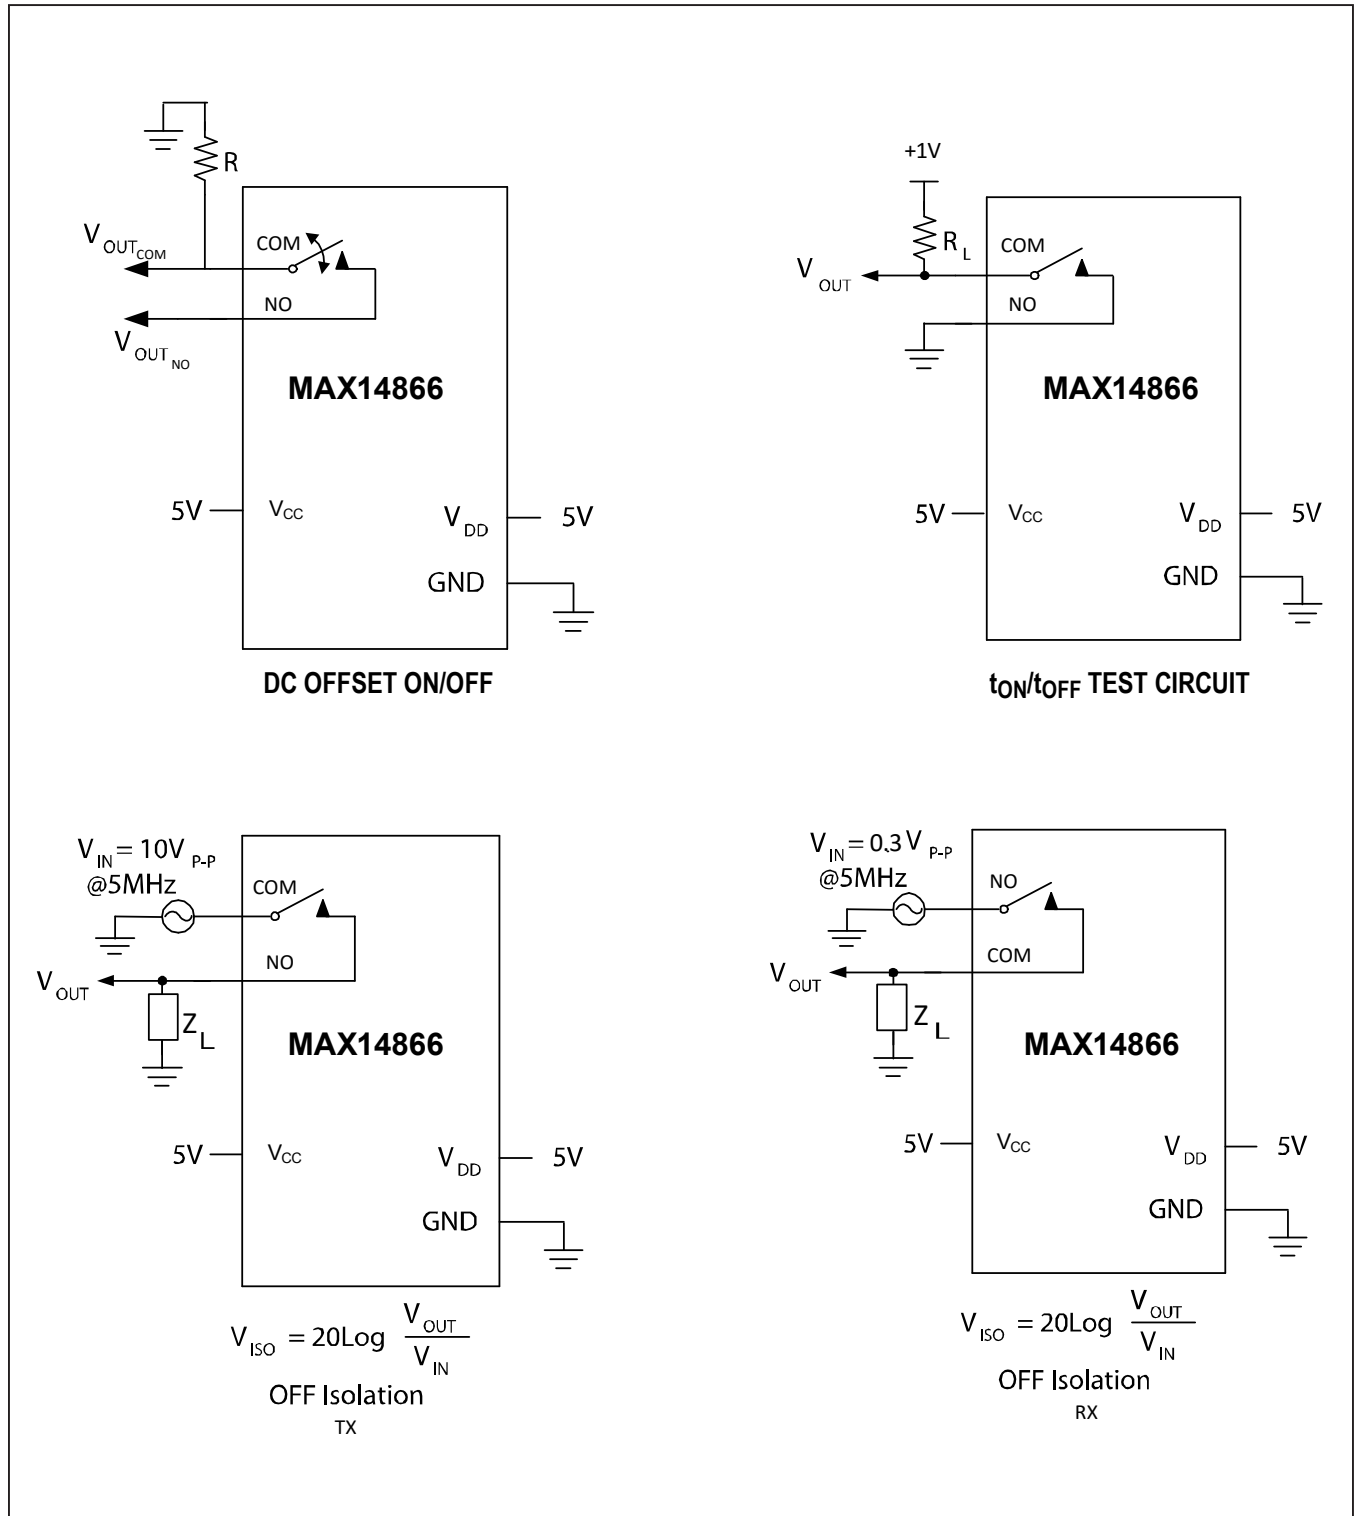 R
V OUT COM
COM
NO
V OUT NO
MAX14866
5V
VCC
V DD
5V
GND
DC OFFSET ON/OFF
+1V
R L
COM
V OUT
NO
MAX14866
5V
VCC
V DD
5V
GND
tON/tOFF TEST CIRCUIT
V IN = 10V P-P
@5MHz
COM
NO
V OUT
Z L
MAX14866
5V
VCC
V DD
5V
GND
V ISO = 20Log V OUT / V IN
OFF Isolation
TX
V IN = 0.3 V P-P
@5MHz
NO
COM
V OUT
Z L
MAX14866
5V
VCC
V DD
5V
GND
V ISO = 20Log V OUT / V IN
OFF Isolation
RX